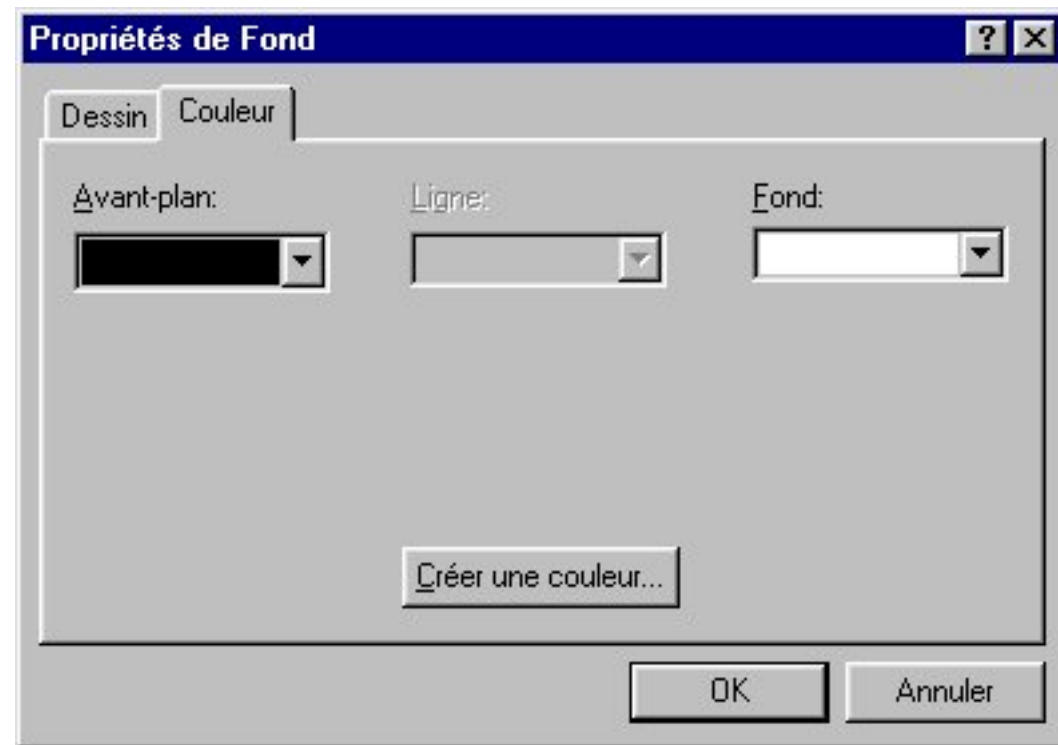 Propriétés de Fond
Dessin Couleur
Avant-plan: Ligne: Fond:
Créer une couleur...
OK Annuler